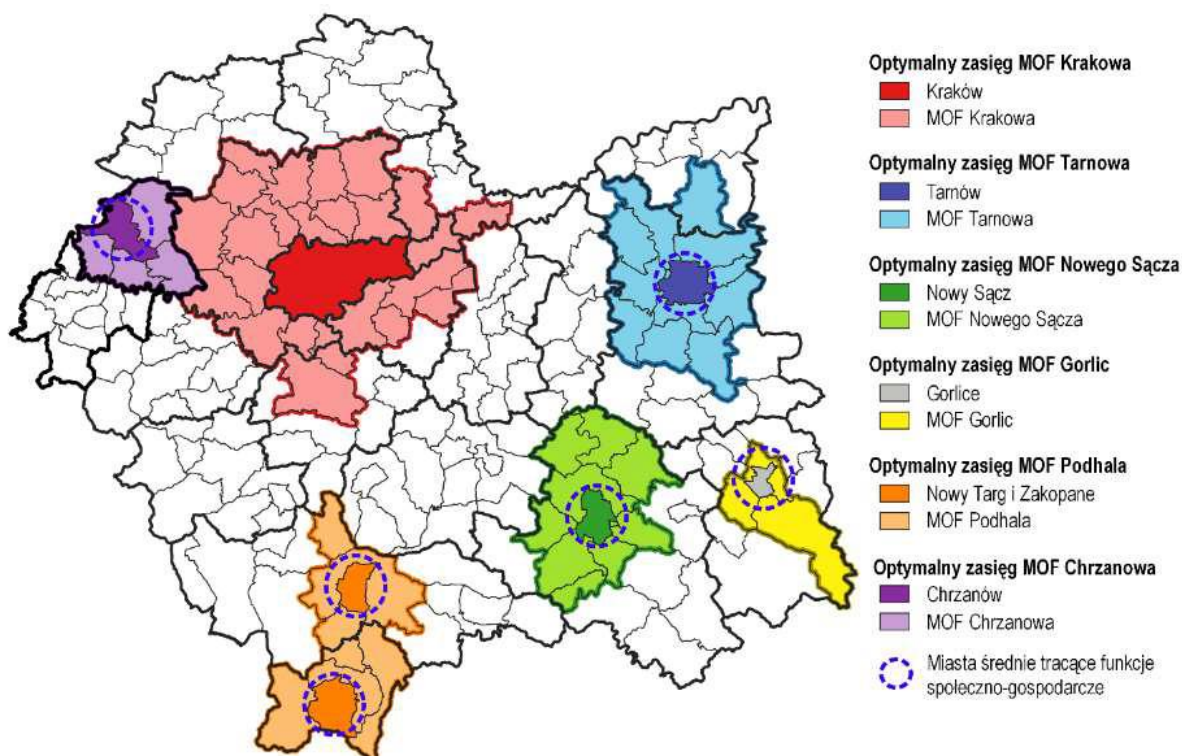 Optymalny zasięg MOF Krakowa
Kraków
MOF Krakowa
Optymalny zasięg MOF Tarnowa
Tarnów
MOF Tarnowa
Optymalny zasięg MOF Nowego Sącza
Nowy Sącz
MOF Nowego Sącza
Optymalny zasięg MOF Gorlic
Gorlice
MOF Gorlic
Optymalny zasięg MOF Podhala
Nowy Targ i Zakopane
MOF Podhala
Optymalny zasięg MOF Chrzanowa
Chrzanów
MOF Chrzanowa
Miasta średnie tracące funkcje
społeczno-gospodarcze